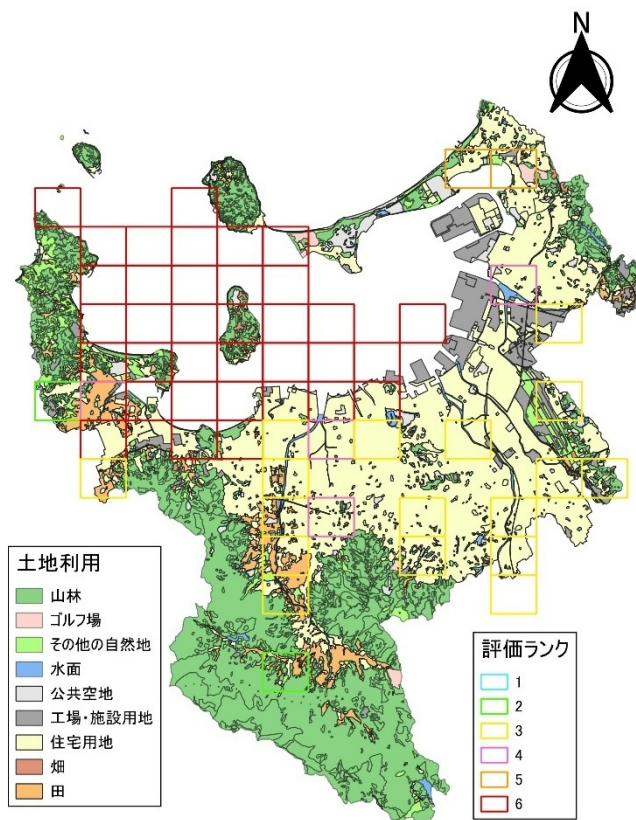 N
土地利用
山林
ゴルフ場
その他の自然地
水面
公共空地
工場・施設用地
住宅用地
畑
田
評価ランク
1
2
3
4
5
6